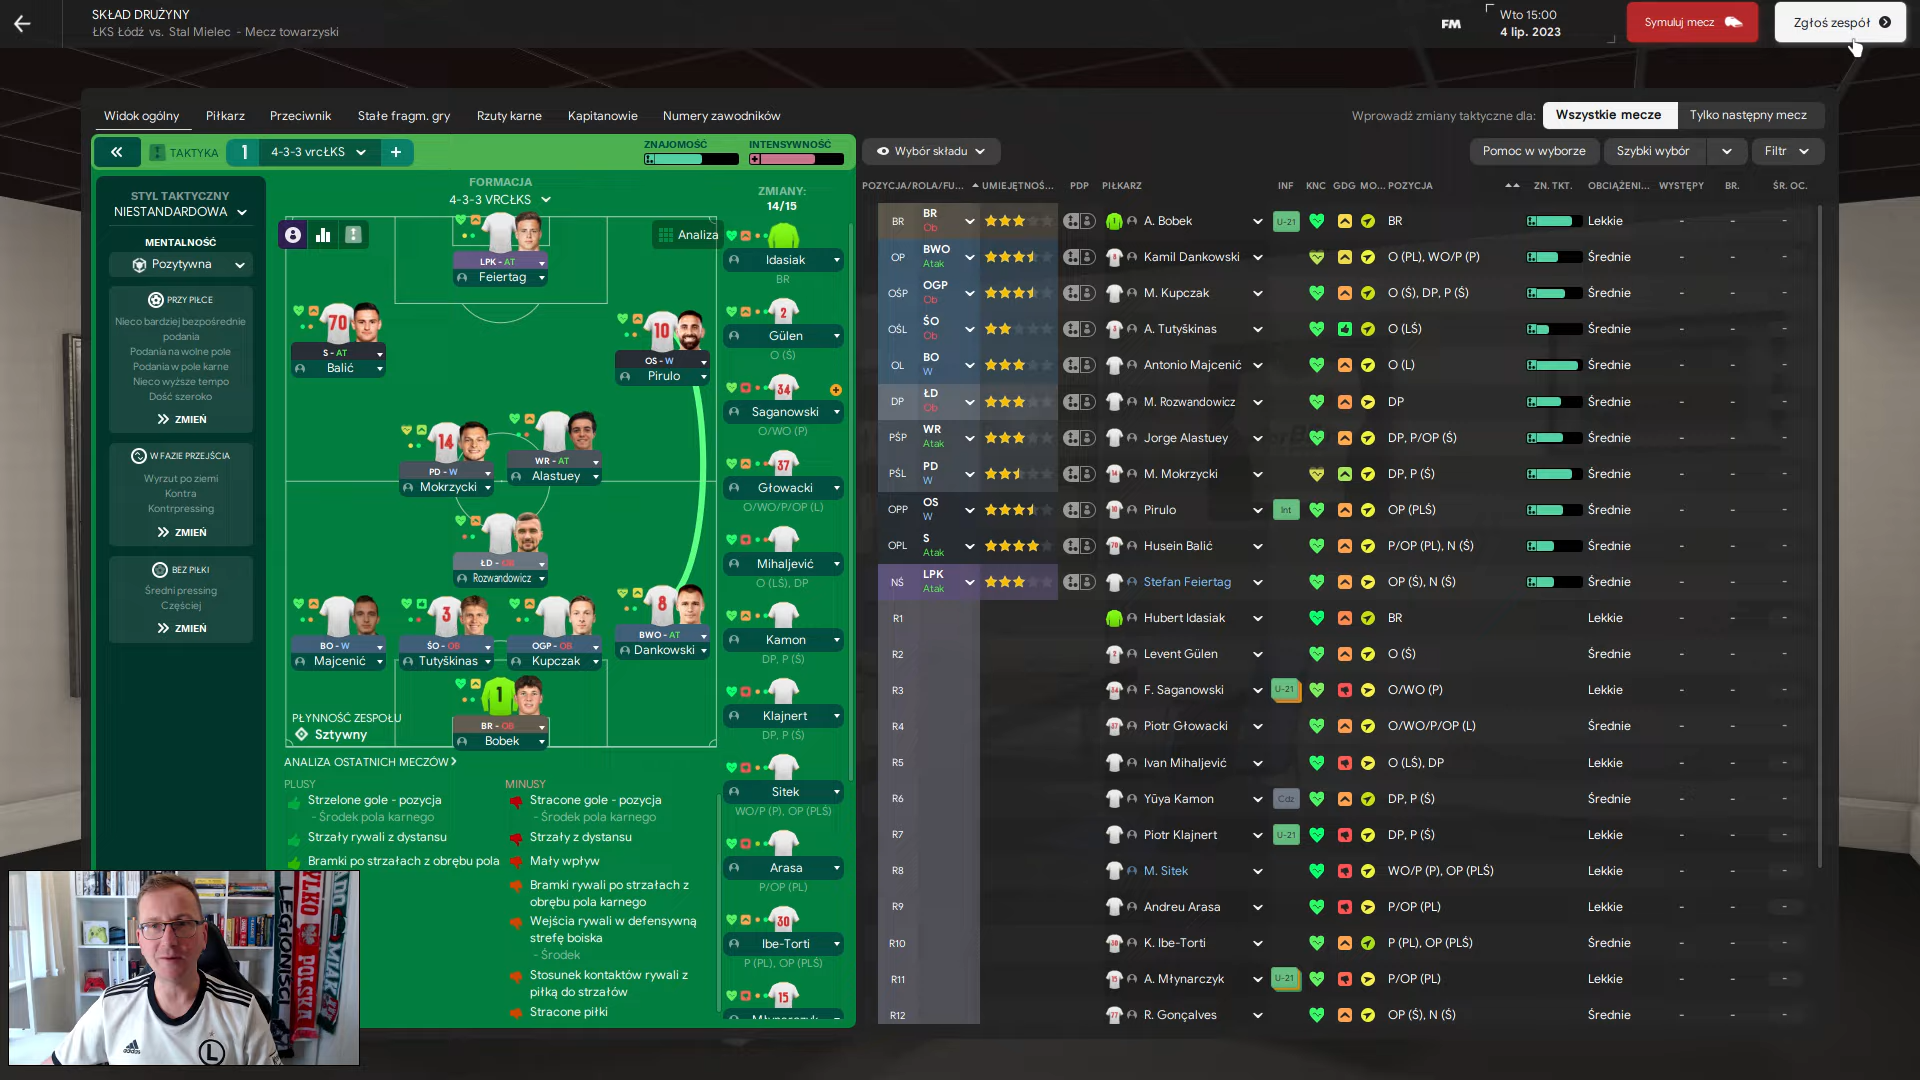 SKŁAD DRUŻYNY
ŁKS Łódź vs. Stal Mielec - Mecz towarzyski
FM
Wto 15:00
4 lip. 2023
Symuluj mecz
Zgłoś zespół
Widok ogólny
Piłkarz
Przeciwnik
Stałe fragm. gry
Rzuty karne
Kapitanowie
Numery zawodników
Wprowadź zmiany taktyczne dla:
Wszystkie mecze
Tylko następny mecz
TAKTYKA
1
4-3-3 vrcŁKS
+
ZNAJOMOŚĆ
INTENSYWNOŚĆ
Wybór składu
Pomoc w wyborze
Szybki wybór
Filtr
STYL TAKTYCZNY
NIESTANDARDOWA
MENTALNOŚĆ
Pozytywna
PRZY PIŁCE
Nieco bardziej bezpośrednie podania
Podania na wolne pole
Podania w pole karne
Nieco wyższe tempo
Dość szeroko
ZMIEŃ
W FAZIE PRZEJŚCIA
Wyrzut po ziemi
Kontra
Kontrpressing
ZMIEŃ
BEZ PIŁKI
Średni pressing
Częściej
ZMIEŃ
FORMACJA
4-3-3 VRCŁKS
Analiza
LPK - AT
Feiertag
70
S - AT
Balić
10
OS - W
Pirulo
14
PD - W
Mokrzycki
WR - AT
Alastuey
ŁD - OB
Rozwandowicz
BO - W
Majcenić
3
ŚO - OB
Tutyškinas
OGP - OB
Kupczak
8
BWO - AT
Dankowski
1
BR - OB
Bobek
PŁYNNOŚĆ ZESPOŁU
Sztywny
ANALIZA OSTATNICH MECZÓW
PLUSY
Strzelone gole - pozycja
- Środek pola karnego
Strzały rywali z dystansu
Bramki po strzałach z obrębu pola
MINUSY
Stracone gole - pozycja
- Środek pola karnego
Strzały z dystansu
Mały wpływ
Bramki rywali po strzałach z obrębu pola karnego
Wejścia rywali w defensywną strefę boiska
- Środek
Stosunek kontaktów rywali z piłką do strzałów
Stracone piłki
ZMIANY:
14/15
Idasiak
BR
2
Gülen
O (Ś)
34
Saganowski
O/WO (P)
37
Głowacki
O/WO/P/OP (L)
Mihaljević
O (LŚ), DP
Kamon
DP, P (Ś)
Klajnert
DP, P (Ś)
Sitek
WO/P (P), OP (PLŚ)
Arasa
P/OP (PL)
30
Ibe-Torti
P (PL), OP (PLŚ)
15
Młynarczyk
POZYCJA/ROLA/FU... UMIEJĘTNOŚ... PDP PIŁKARZ INF KNC GDG MO... POZYCJA ZN. TKT. OBCIĄŻENI... WYSTĘPY BR. ŚR. OC.
BR BR Ob A. Bobek U-21 BR Lekkie - - -
OP BWO Atak Kamil Dankowski O (PL), WO/P (P) Średnie - - -
OŚP OGP Ob M. Kupczak O (Ś), DP, P (Ś) Średnie - - -
OŚL ŚO Ob A. Tutyškinas O (LŚ) Średnie - - -
OL BO W Antonio Majcenić O (L) Średnie - - -
DP ŁD Ob M. Rozwandowicz DP Średnie - - -
PŚP WR Atak Jorge Alastuey DP, P/OP (Ś) Średnie - - -
PŚL PD W M. Mokrzycki DP, P (Ś) Średnie - - -
OPP OS W Pirulo Int OP (PLŚ) Średnie - - -
OPL S Atak Husein Balić P/OP (PL), N (Ś) Średnie - - -
NŚ LPK Atak Stefan Feiertag OP (Ś), N (Ś) Średnie - - -
R1 Hubert Idasiak BR Lekkie - - -
R2 Levent Gülen O (Ś) Średnie - - -
R3 F. Saganowski U-21 O/WO (P) Lekkie - - -
R4 Piotr Głowacki O/WO/P/OP (L) Średnie - - -
R5 Ivan Mihaljević O (LŚ), DP Lekkie - - -
R6 Yūya Kamon Cdz DP, P (Ś) Średnie - - -
R7 Piotr Klajnert U-21 DP, P (Ś) Lekkie - - -
R8 M. Sitek WO/P (P), OP (PLŚ) Lekkie - - -
R9 Andreu Arasa P/OP (PL) Lekkie - - -
R10 K. Ibe-Torti P (PL), OP (PLŚ) Średnie - - -
R11 A. Młynarczyk U-21 P/OP (PL) Lekkie - - -
R12 R. Gonçalves OP (Ś), N (Ś) Średnie - - -
LEGIONIŚCI
adidas
L